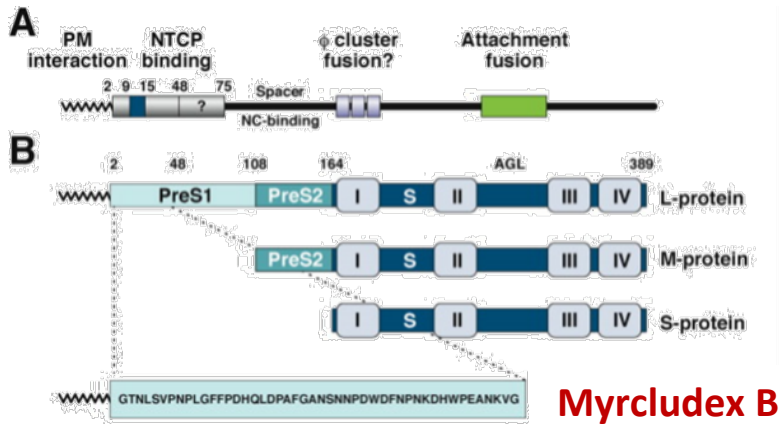 A
PM interaction
NTCP binding
ϕ cluster fusion?
Attachment fusion
2 9 15 48 75
?
Spacer
NC-binding
B
2 48 108 164 AGL 389
PreS1 PreS2 I S II III IV L-protein
PreS2 I S II III IV M-protein
I S II III IV S-protein
GTNLSVPNPLGFFPDHQLDPAFGANSNNPDWDFNPNKDHWPEANKVG
Myrcludex B